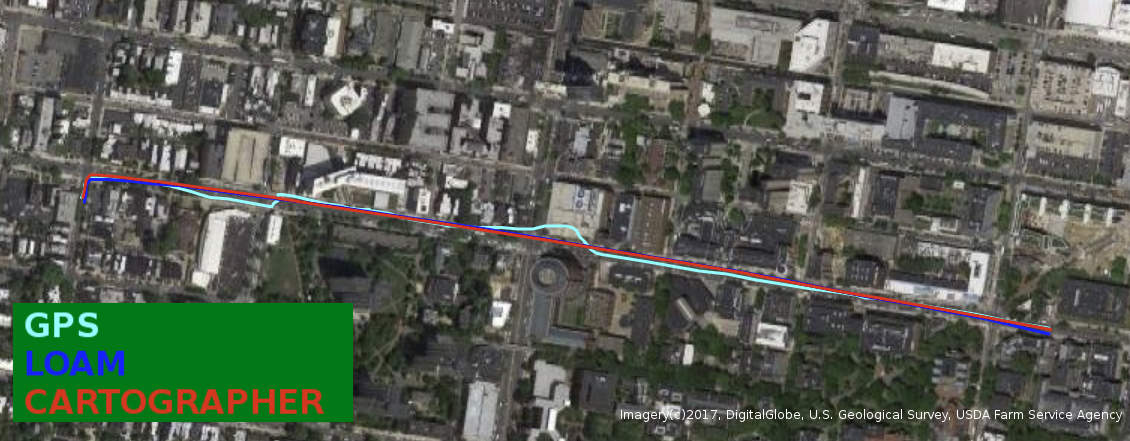 GPS
LOAM
CARTOGRAPHER
Imagery(c)2017, DigitalGlobe, U.S. Geological Survey, USDA Farm Service Agency